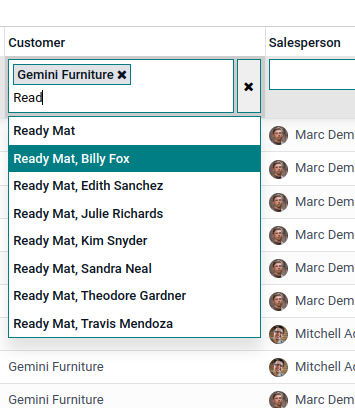 Customer Salesperson
Gemini Furniture ✖
Read
✖
Ready Mat
Marc Dem
Ready Mat, Billy Fox
Marc Dem
Ready Mat, Edith Sanchez
Marc Dem
Ready Mat, Julie Richards
Marc Dem
Ready Mat, Kim Snyder
Marc Dem
Ready Mat, Sandra Neal
Marc Dem
Ready Mat, Theodore Gardner
Marc Dem
Ready Mat, Travis Mendoza
Mitchell Ad
Gemini Furniture Mitchell Ad
Gemini Furniture Marc Dem